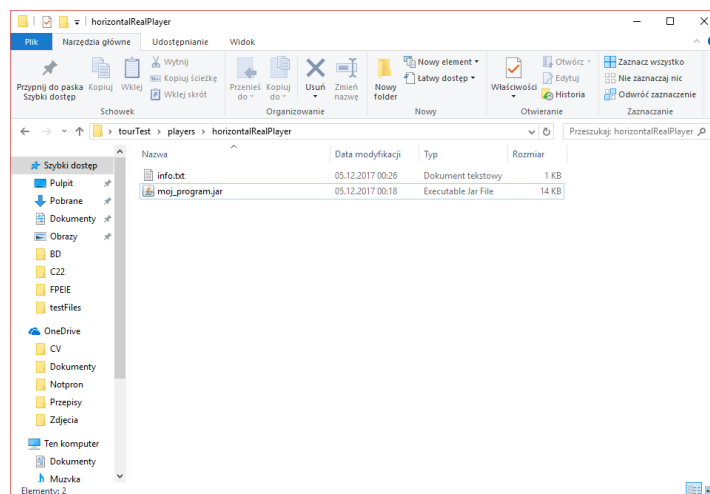 horizontalRealPlayer
Plik Narzędzia główne Udostępnianie Widok
Przypnij do paska Szybki dostęp
Kopiuj
Wklej
Wytnij
Kopiuj ścieżkę
Wklej skrót
Schowek
Przenieś do
Kopiuj do
Usuń
Zmień nazwę
Organizowanie
Nowy folder
Nowy element
Łatwy dostęp
Nowy
Właściwości
Otwórz
Edytuj
Historia
Otwieranie
Zaznacz wszystko
Nie zaznaczaj nic
Odwróć zaznaczenie
Zaznaczanie
tourTest > players > horizontalRealPlayer
Przeszukaj: horizontalRealPlayer
Nazwa Data modyfikacji Typ Rozmiar
info.txt 05.12.2017 00:26 Dokument tekstowy 1 KB
moj_program.jar 05.12.2017 00:18 Executable Jar File 14 KB
Szybki dostęp
Pulpit
Pobrane
Dokumenty
Obrazy
BD
C22
FPEIE
testFiles
OneDrive
CV
Dokumenty
Notpron
Przepisy
Zdjęcia
Ten komputer
Dokumenty
Muzyka
Elementy: 2